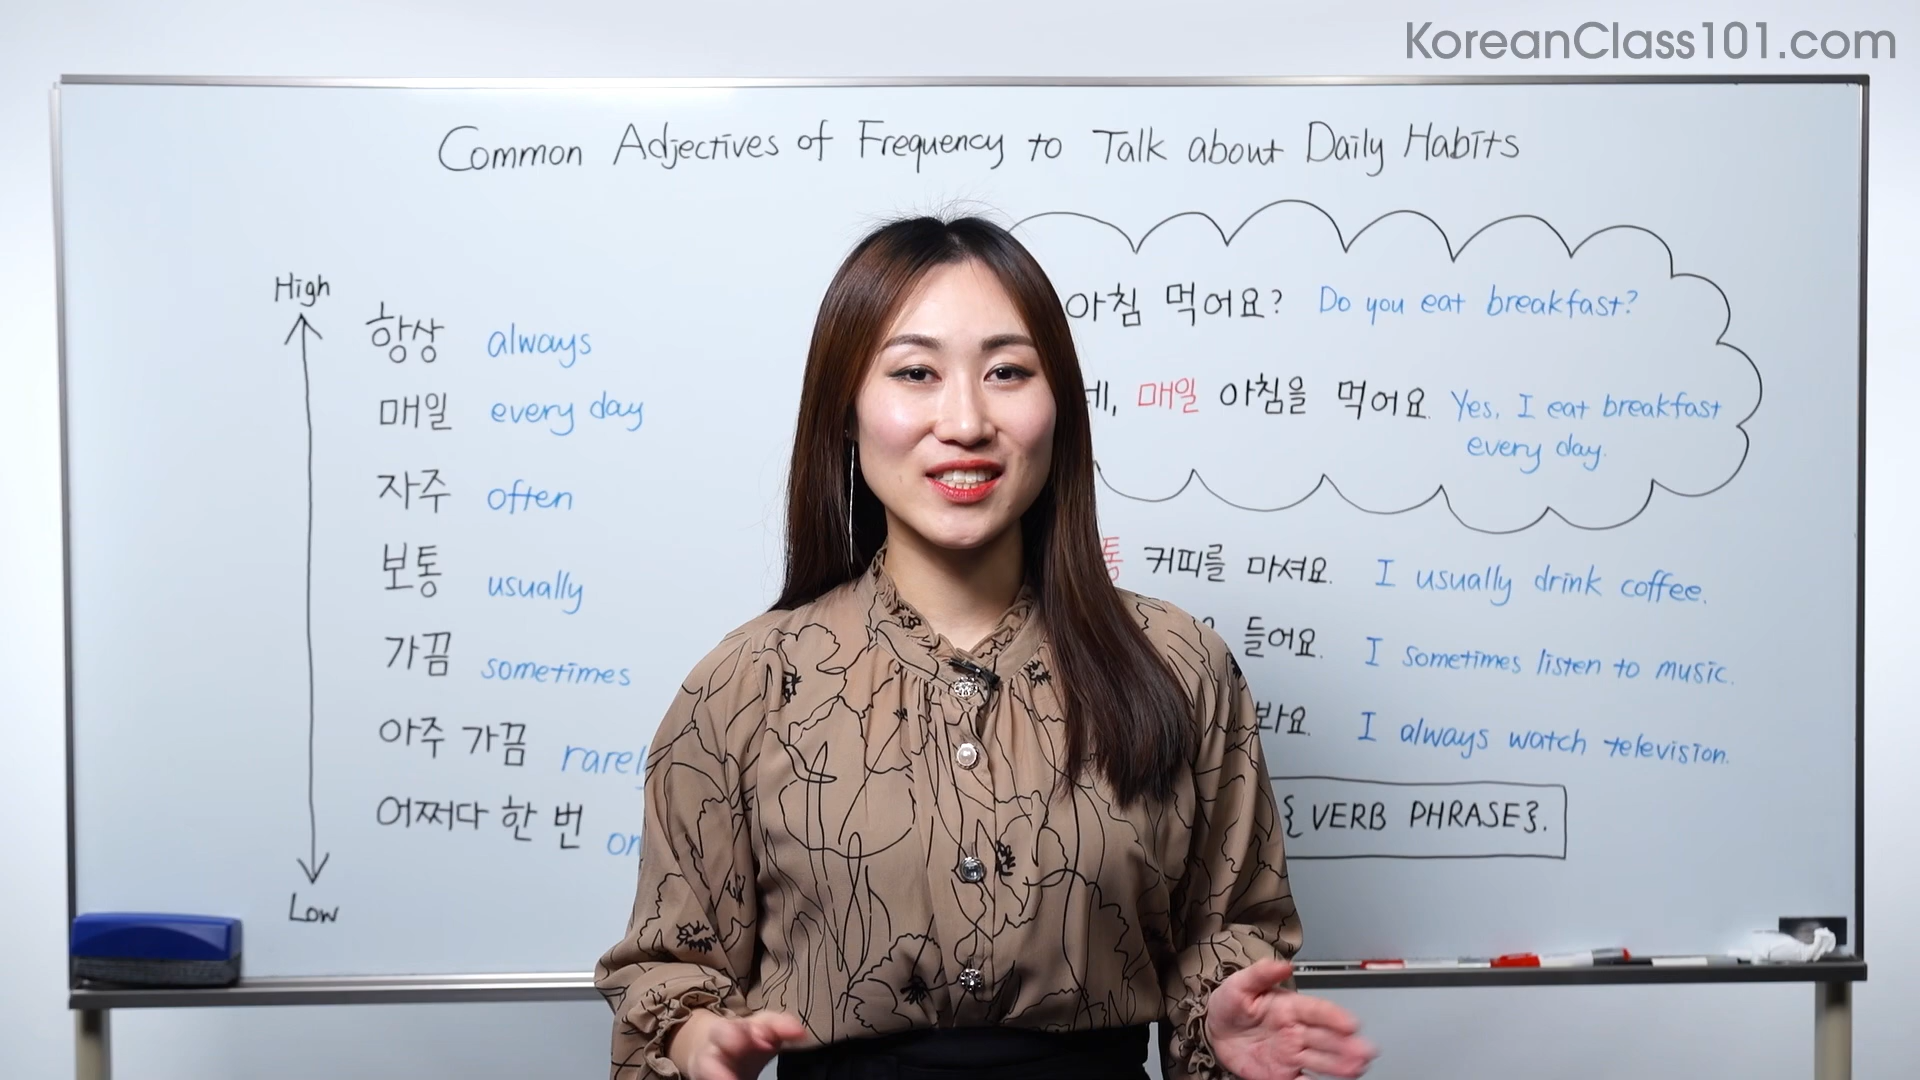 KoreanClass101.com
Common Adjectives of Frequency to Talk about Daily Habits
High
항상 always
매일 every day
자주 often
보통 usually
가끔 sometimes
아주 가끔
어쩌다 한 번
Low
아침 먹어요? Do you eat breakfast?
매일 아침을 먹어요. Yes, I eat breakfast
every day.
커피를 마셔요. I usually drink coffee.
들어요. I sometimes listen to music.
봐요. I always watch television.
{VERB PHRASE}.